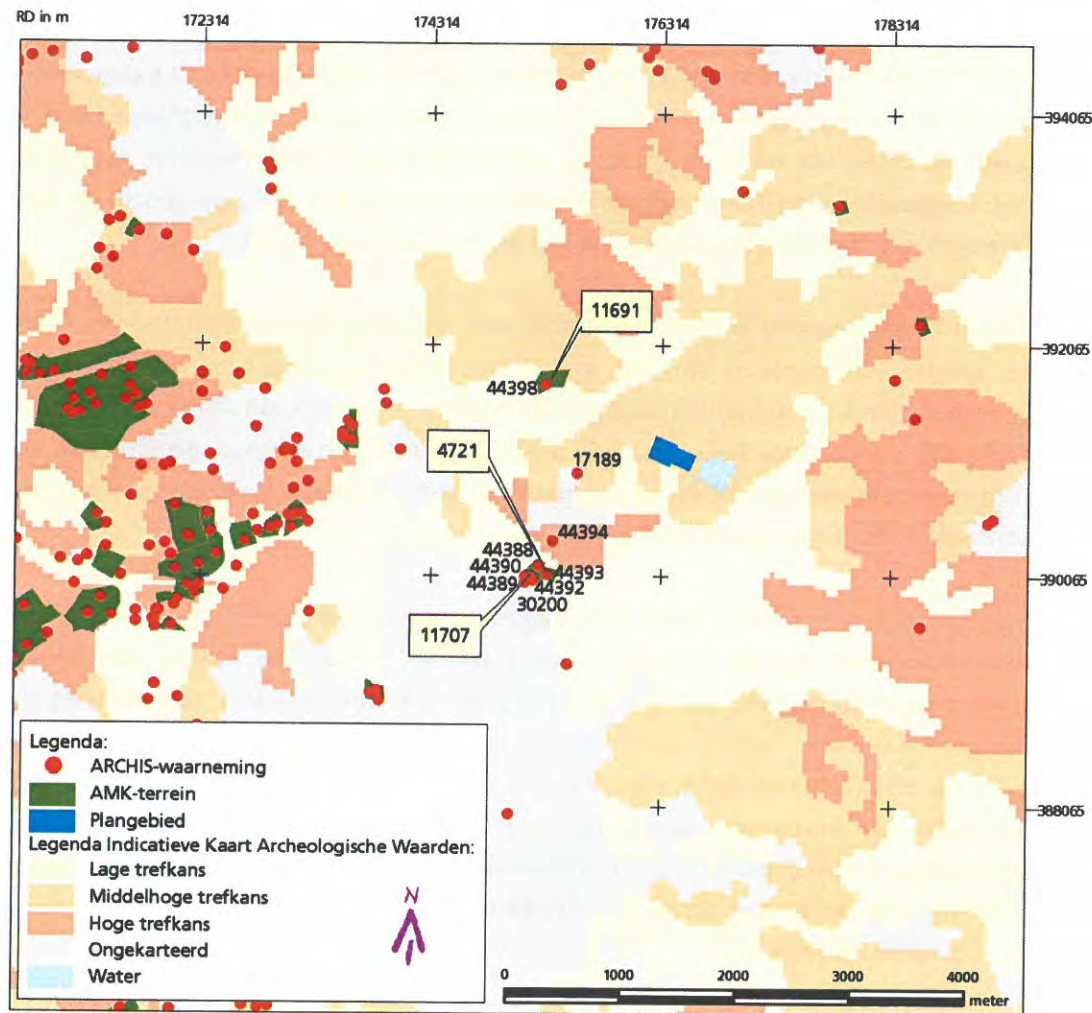 RD in m
172314
174314
176314
178314
394065
11691
392065
44398
4721
17189
44394
44388
44390
44393
44389
44392
390065
30200
11707
Legenda:
ARCHIS-waarneming
AMK-terrein
388065
Plangebied
Legenda Indicatieve Kaart Archeologische Waarden:
Lage trefkans
Middelhoge trefkans
N
Hoge trefkans
Ongekarteerd
Water
0 1000 2000 3000 4000
meter